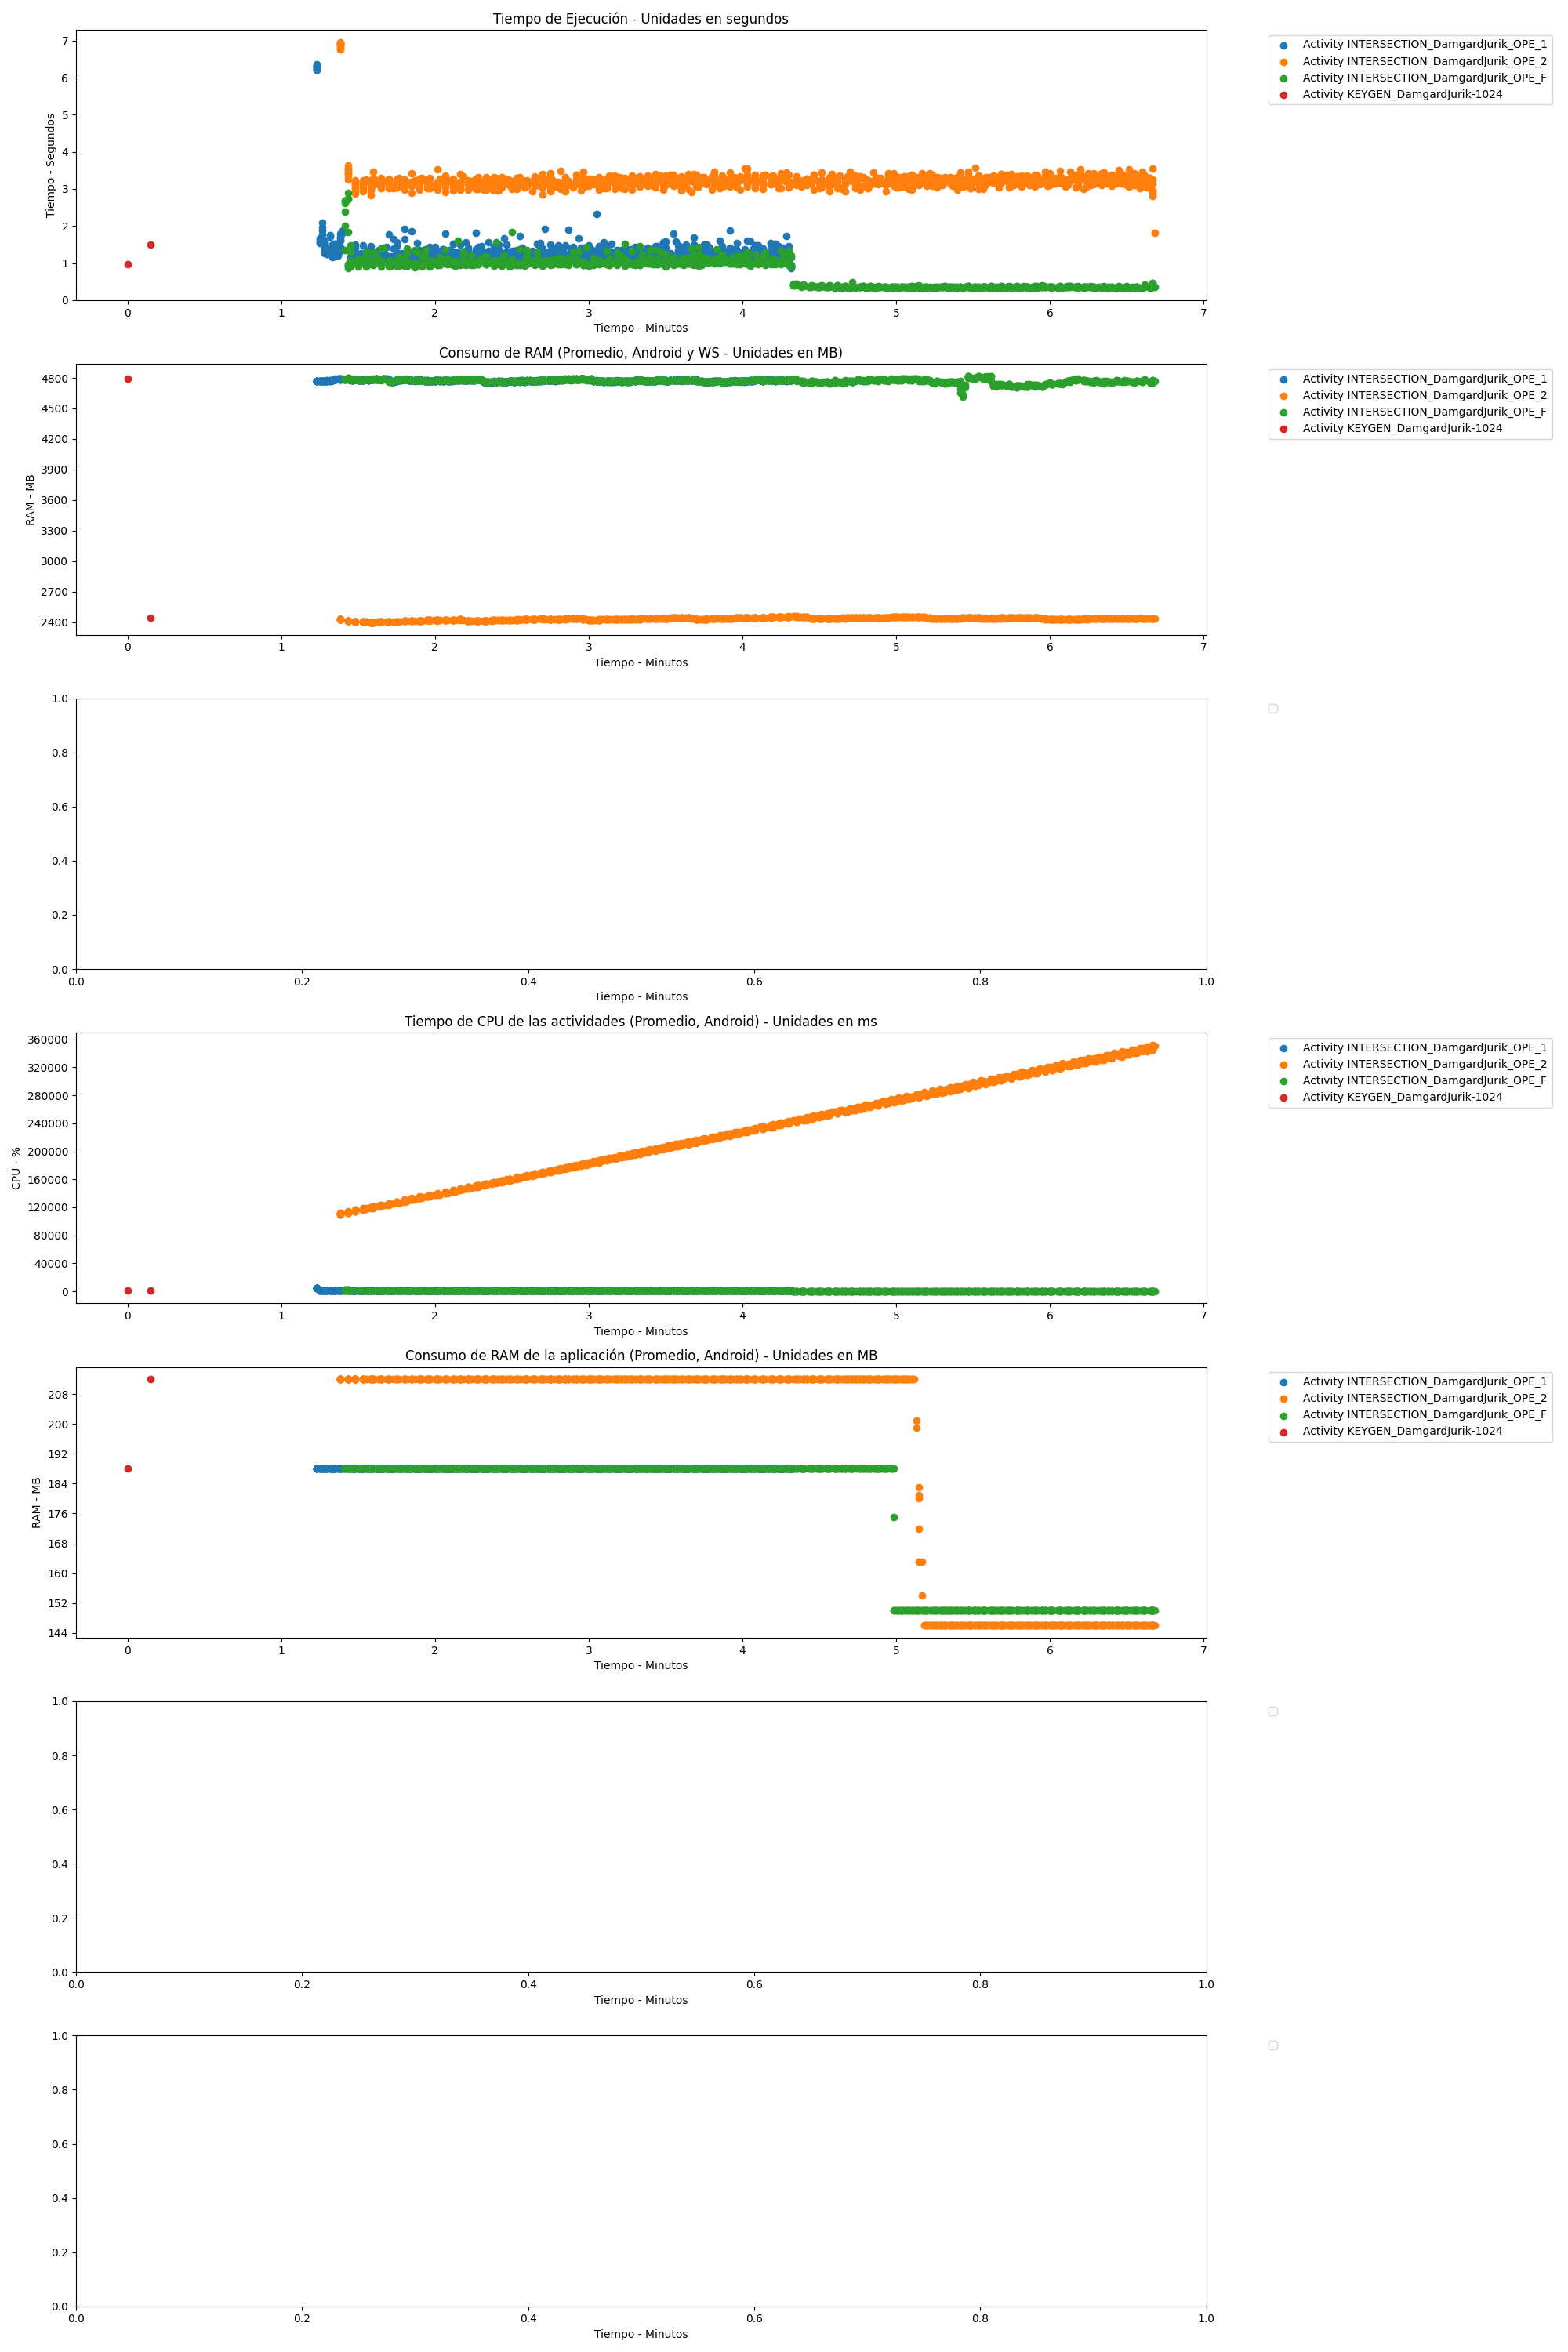 Tiempo de Ejecución - Unidades en segundos
7
6
5
4
3
2
1
0
Tiempo - Segundos
0 1 2 3 4 5 6 7
Tiempo - Minutos
Activity INTERSECTION_DamgardJurik_OPE_1
Activity INTERSECTION_DamgardJurik_OPE_2
Activity INTERSECTION_DamgardJurik_OPE_F
Activity KEYGEN_DamgardJurik-1024
Consumo de RAM (Promedio, Android y WS - Unidades en MB)
4800
4500
4200
3900
3600
3300
3000
2700
2400
RAM - MB
0 1 2 3 4 5 6 7
Tiempo - Minutos
Activity INTERSECTION_DamgardJurik_OPE_1
Activity INTERSECTION_DamgardJurik_OPE_2
Activity INTERSECTION_DamgardJurik_OPE_F
Activity KEYGEN_DamgardJurik-1024
1.0
0.8
0.6
0.4
0.2
0.0
0.0 0.2 0.4 0.6 0.8 1.0
Tiempo - Minutos
Tiempo de CPU de las actividades (Promedio, Android) - Unidades en ms
360000
320000
280000
240000
200000
160000
120000
80000
40000
0
CPU - %
0 1 2 3 4 5 6 7
Tiempo - Minutos
Activity INTERSECTION_DamgardJurik_OPE_1
Activity INTERSECTION_DamgardJurik_OPE_2
Activity INTERSECTION_DamgardJurik_OPE_F
Activity KEYGEN_DamgardJurik-1024
Consumo de RAM de la aplicación (Promedio, Android) - Unidades en MB
208
200
192
184
176
168
160
152
144
RAM - MB
0 1 2 3 4 5 6 7
Tiempo - Minutos
Activity INTERSECTION_DamgardJurik_OPE_1
Activity INTERSECTION_DamgardJurik_OPE_2
Activity INTERSECTION_DamgardJurik_OPE_F
Activity KEYGEN_DamgardJurik-1024
1.0
0.8
0.6
0.4
0.2
0.0
0.0 0.2 0.4 0.6 0.8 1.0
Tiempo - Minutos
1.0
0.8
0.6
0.4
0.2
0.0
0.0 0.2 0.4 0.6 0.8 1.0
Tiempo - Minutos